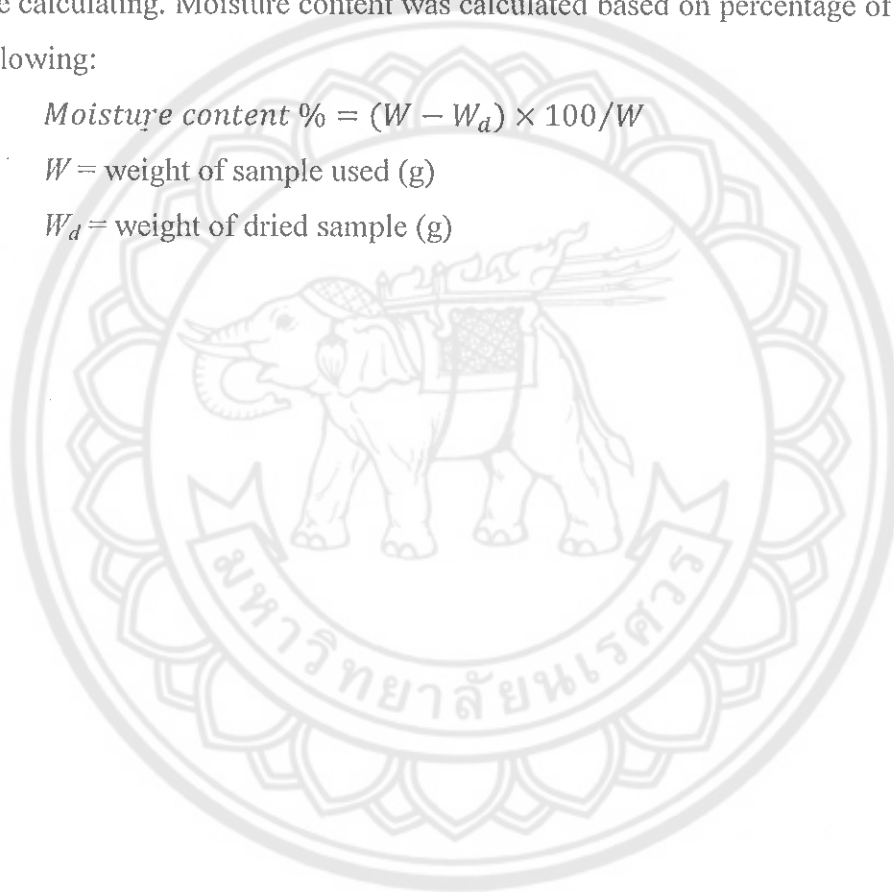 calculating. Moisture content was calculated based on percentage of
lowing:
Moisture content % = (W − W_d) × 100/W
W = weight of sample used (g)
W_d = weight of dried sample (g)
มหาวิทยาลัยนเรศวร